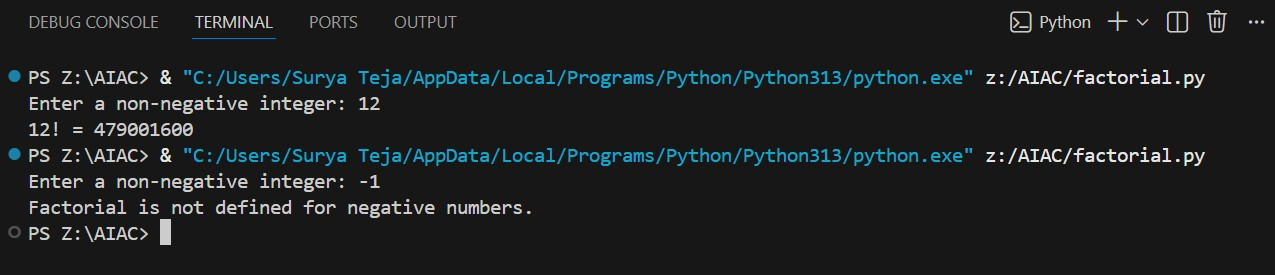 DEBUG CONSOLE TERMINAL PORTS OUTPUT Python
PS Z:\AIAC> & "C:/Users/Surya Teja/AppData/Local/Programs/Python/Python313/python.exe" z:/AIAC/factorial.py
Enter a non-negative integer: 12
12! = 479001600
PS Z:\AIAC> & "C:/Users/Surya Teja/AppData/Local/Programs/Python/Python313/python.exe" z:/AIAC/factorial.py
Enter a non-negative integer: -1
Factorial is not defined for negative numbers.
PS Z:\AIAC>